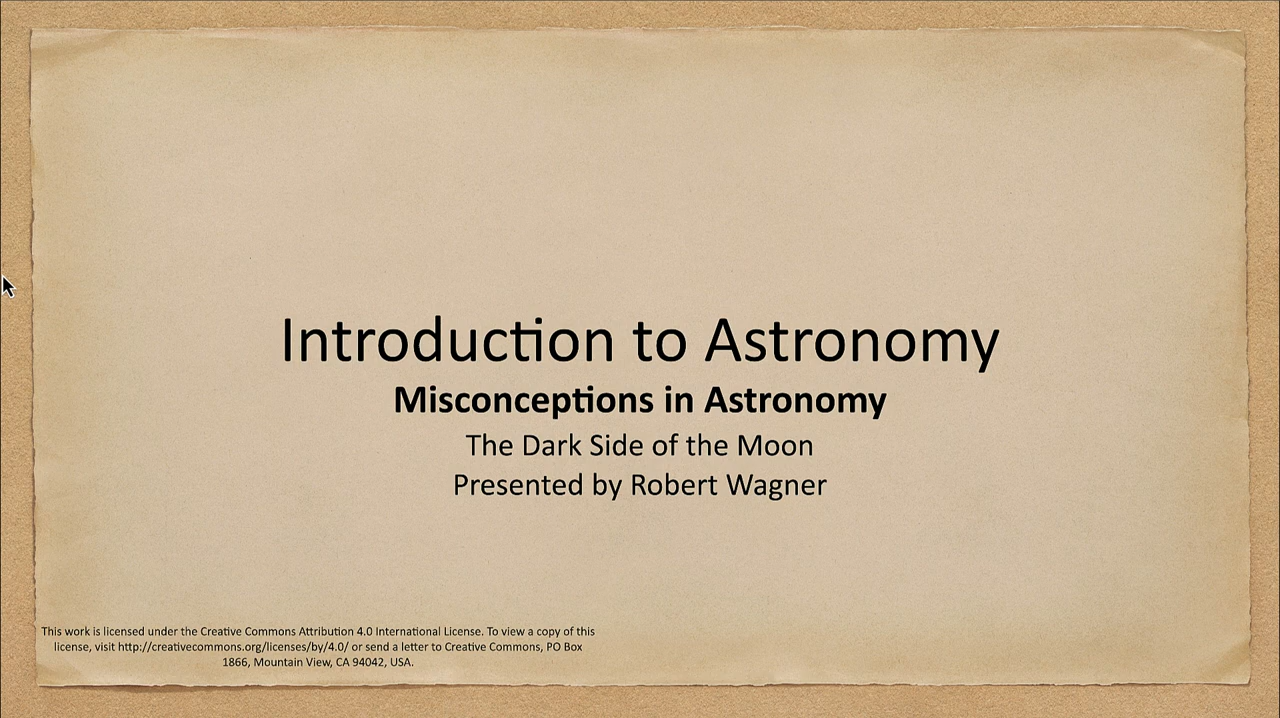 Introduction to Astronomy
Misconceptions in Astronomy
The Dark Side of the Moon
Presented by Robert Wagner
This work is licensed under the Creative Commons Attribution 4.0 International License. To view a copy of this
license, visit http://creativecommons.org/licenses/by/4.0/ or send a letter to Creative Commons, PO Box
1866, Mountain View, CA 94042, USA.